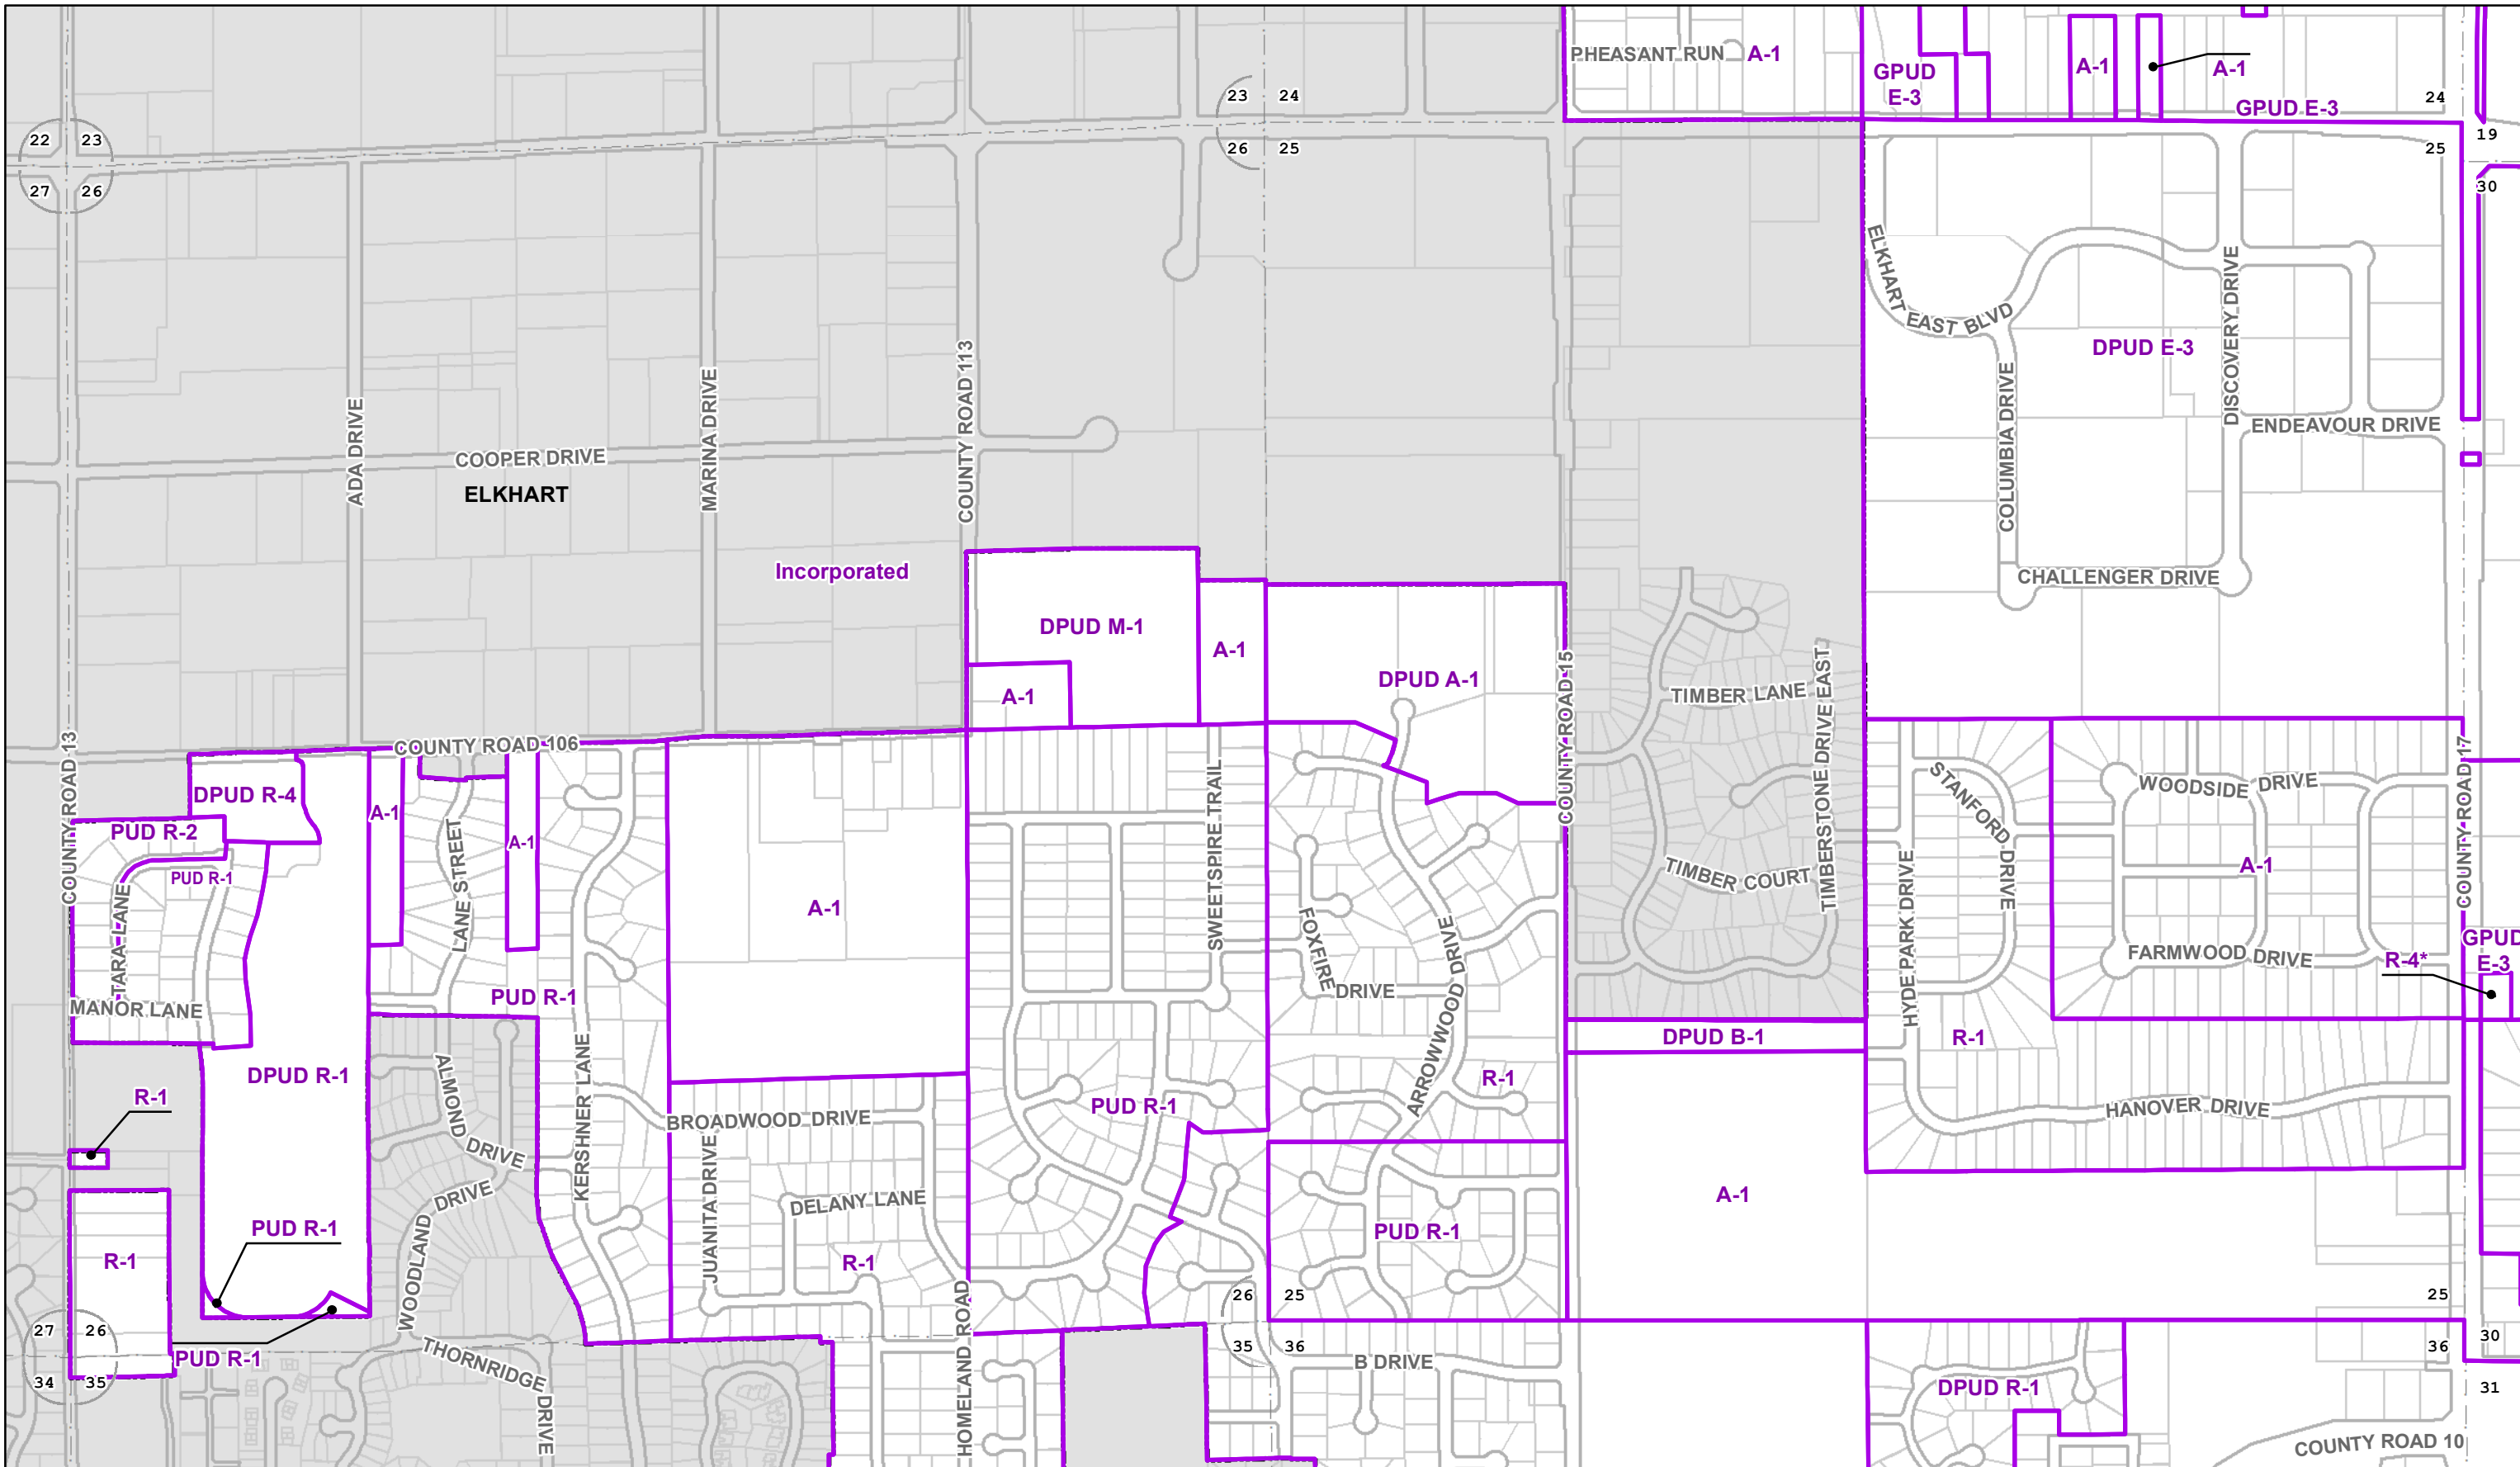 PHEASANT RUN
A-1
GPUD
E-3
A-1
A-1
GPUD E-3
24
19
23
24
26
25
25
30
22
23
27
26
ELKHART
EAST BLVD
DISCOVERY DRIVE
DPUD E-3
COLUMBIA DRIVE
ENDEAVOUR DRIVE
CHALLENGER DRIVE
ADA DRIVE
COOPER DRIVE
ELKHART
MARINA DRIVE
COUNTY ROAD 113
Incorporated
DPUD M-1
A-1
A-1
DPUD A-1
COUNTY ROAD 15
TIMBER LANE
TIMBERSTONE DRIVE EAST
TIMBER COURT
COUNTY ROAD 13
COUNTY ROAD 106
DPUD R-4
PUD R-2
PUD R-1
A-1
A-1
LANE STREET
TARA LANE
MANOR LANE
PUD R-1
A-1
SWEETSPIRE TRAIL
FOXFIRE
DRIVE
ARROWWOOD DRIVE
STANFORD
DRIVE
WOODSIDE DRIVE
HYDE PARK DRIVE
A-1
FARMWOOD DRIVE
COUNTY ROAD 17
GPUD
E-3
R-4*
DPUD B-1
R-1
DPUD R-1
R-1
ALMOND
DRIVE
KERSHNER LANE
BROADWOOD DRIVE
JUANITA DRIVE
DELANY LANE
R-1
PUD R-1
R-1
HANOVER DRIVE
A-1
PUD R-1
PUD R-1
R-1
WOODLAND
DRIVE
PUD R-1
THORNRIDGE
DRIVE
HOMELAND ROAD
27
26
34
35
26
25
35
36
B DRIVE
25
30
36
31
DPUD R-1
COUNTY ROAD 10